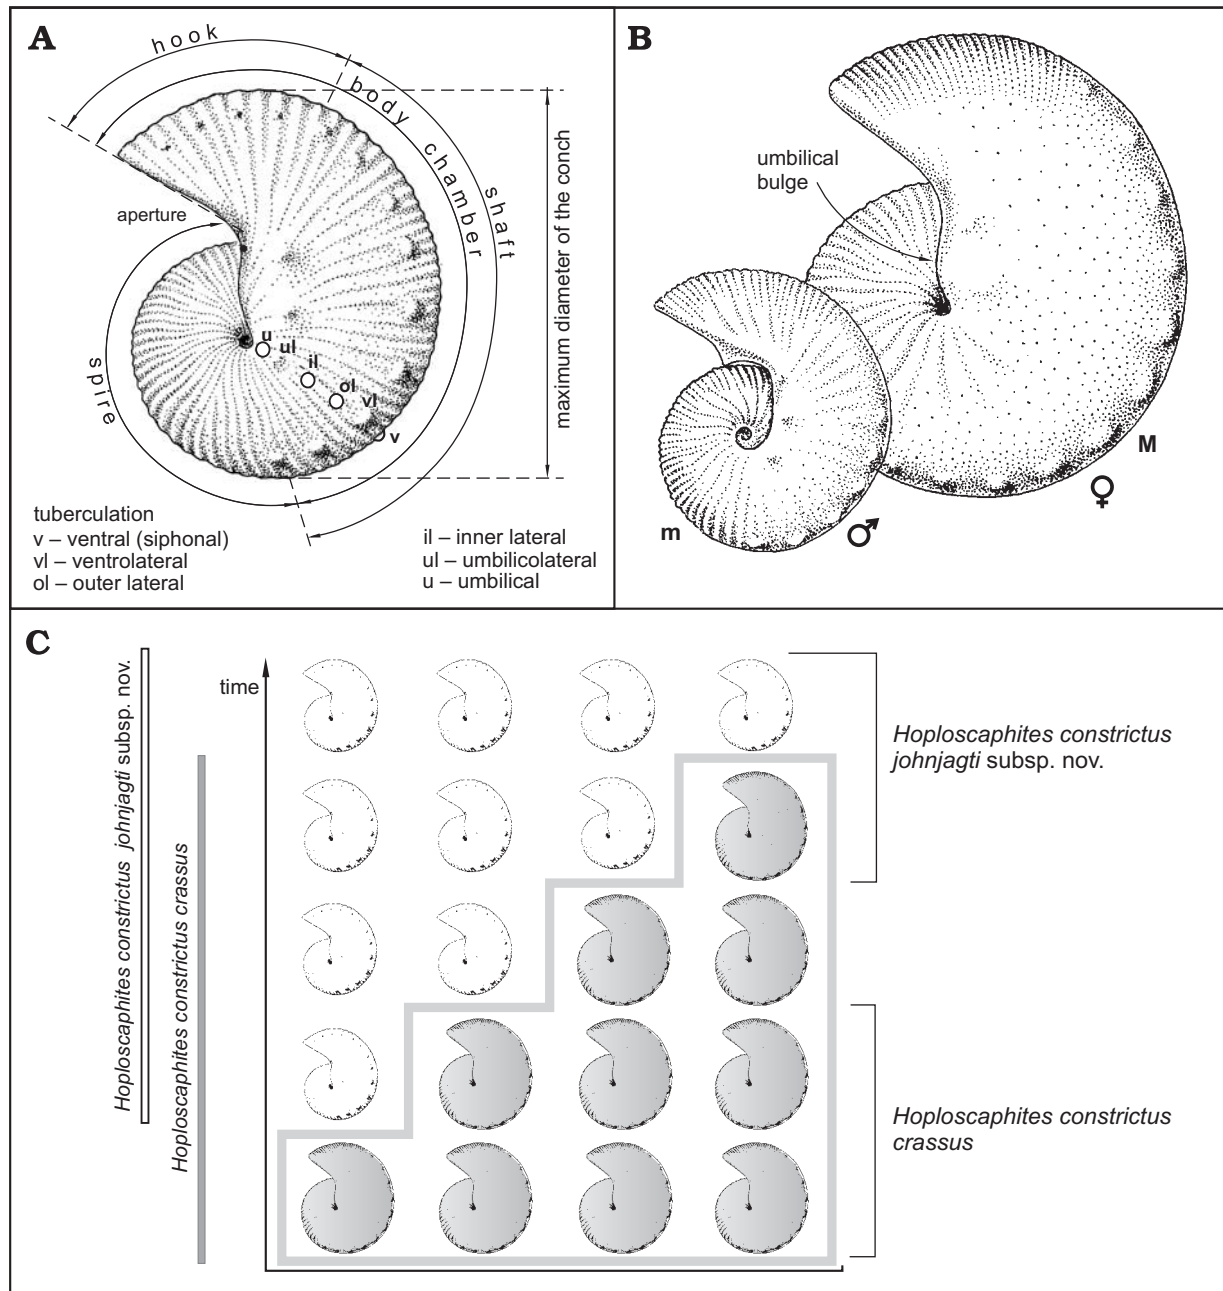 A
hook
body chamber
shaft
maximum diameter of the conch
aperture
spire
u
ul
il
ol
vl
v
tuberculation
v – ventral (siphonal)
vl – ventrolateral
ol – outer lateral
il – inner lateral
ul – umbilicolateral
u – umbilical
B
umbilical
bulge
M
♀
m
♂
C
time
Hoploscaphites constrictus johnjagti subsp. nov.
Hoploscaphites constrictus crassus
Hoploscaphites constrictus
johnjagti subsp. nov.
Hoploscaphites constrictus
crassus